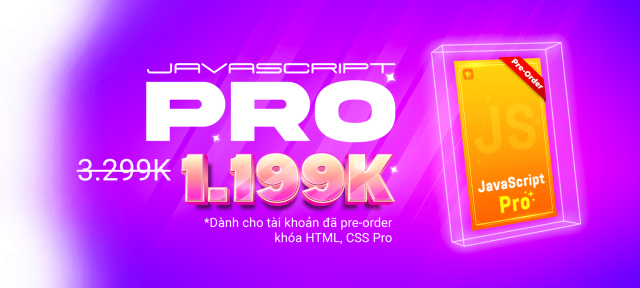 JAVASCRIPT
PRO
3.299K 1.199K
*Dành cho tài khoản đã pre-order
khóa HTML, CSS Pro
Pre-Order
JS
JavaScript
Pro